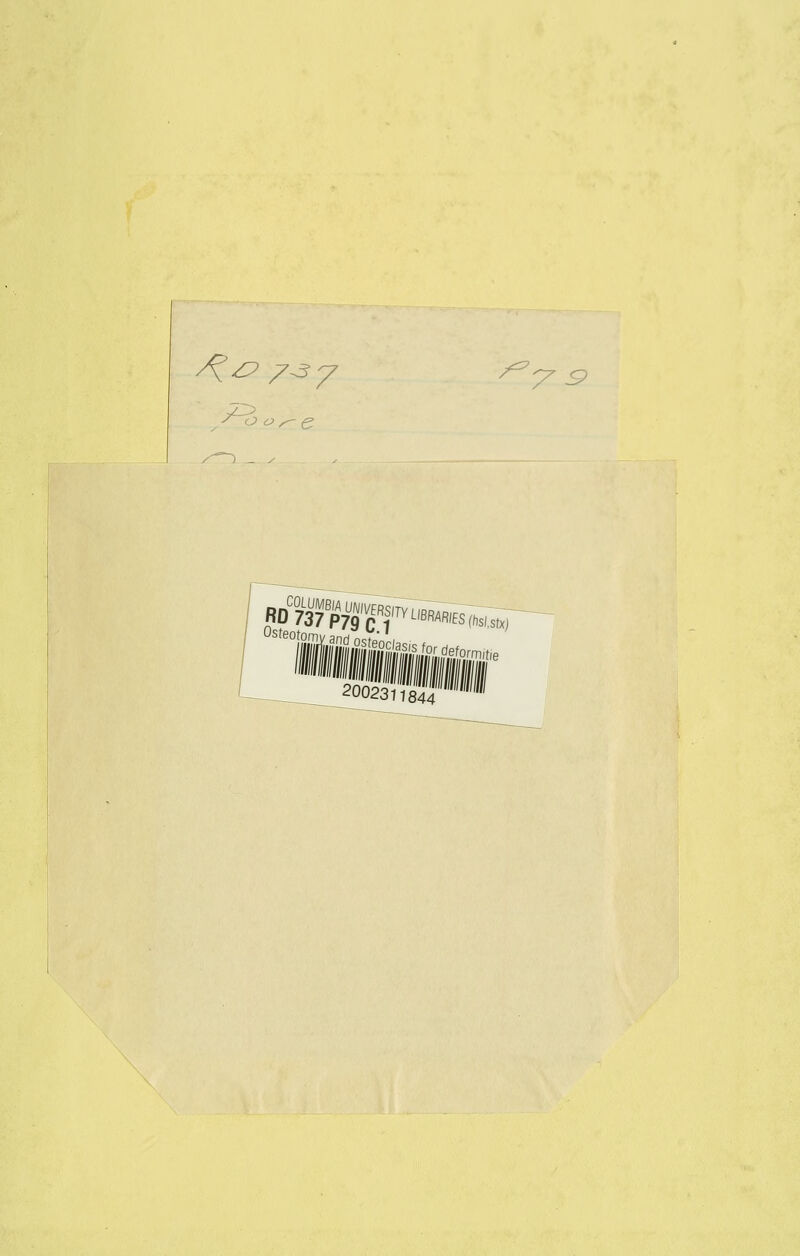 RD 737 P79
Poore
COLUMBIA UNIVERSITY LIBRARIES (hsl,stx)
RD 737 P79 C.1
Osteotomy and osteoclasis for deformitie
2002311844